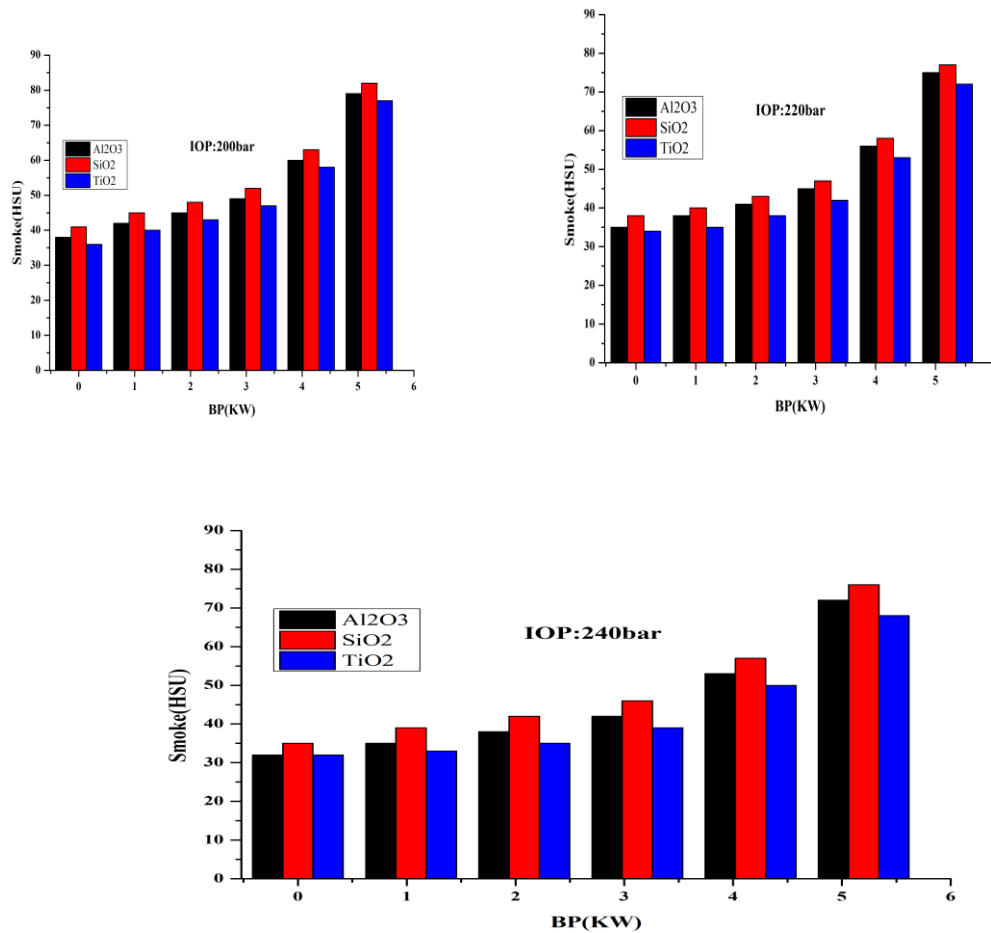 90
80
70
60
50
40
30
20
10
0
Smoke(HSU)
IOP:200bar
Al2O3
SiO2
TiO2
0 1 2 3 4 5 6
BP(KW)
90
80
70
60
50
40
30
20
10
0
Smoke(HSU)
IOP:220bar
Al2O3
SiO2
TiO2
0 1 2 3 4 5
BP(KW)
90
80
70
60
50
40
30
20
10
0
Smoke(HSU)
IOP:240bar
Al2O3
SiO2
TiO2
0 1 2 3 4 5 6
BP(KW)